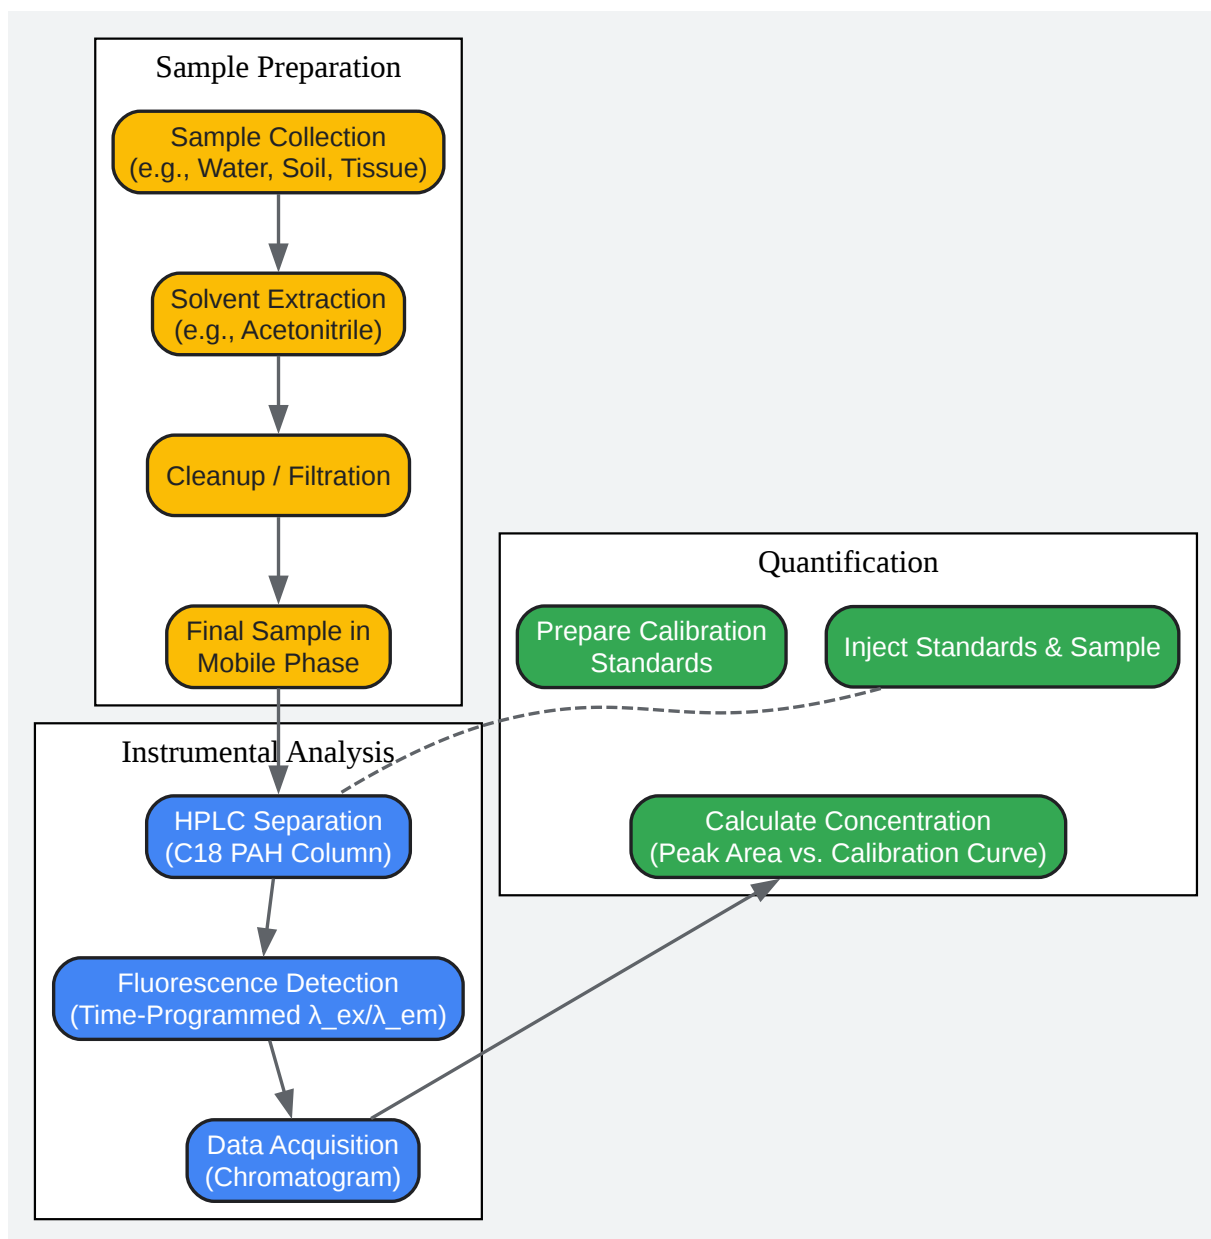 Sample Preparation
Sample Collection
(e.g., Water, Soil, Tissue)
Solvent Extraction
(e.g., Acetonitrile)
Cleanup / Filtration
Final Sample in
Mobile Phase
Quantification
Prepare Calibration
Standards
Inject Standards & Sample
Calculate Concentration
(Peak Area vs. Calibration Curve)
Instrumental Analysis
HPLC Separation
(C18 PAH Column)
Fluorescence Detection
(Time-Programmed λ_ex/λ_em)
Data Acquisition
(Chromatogram)